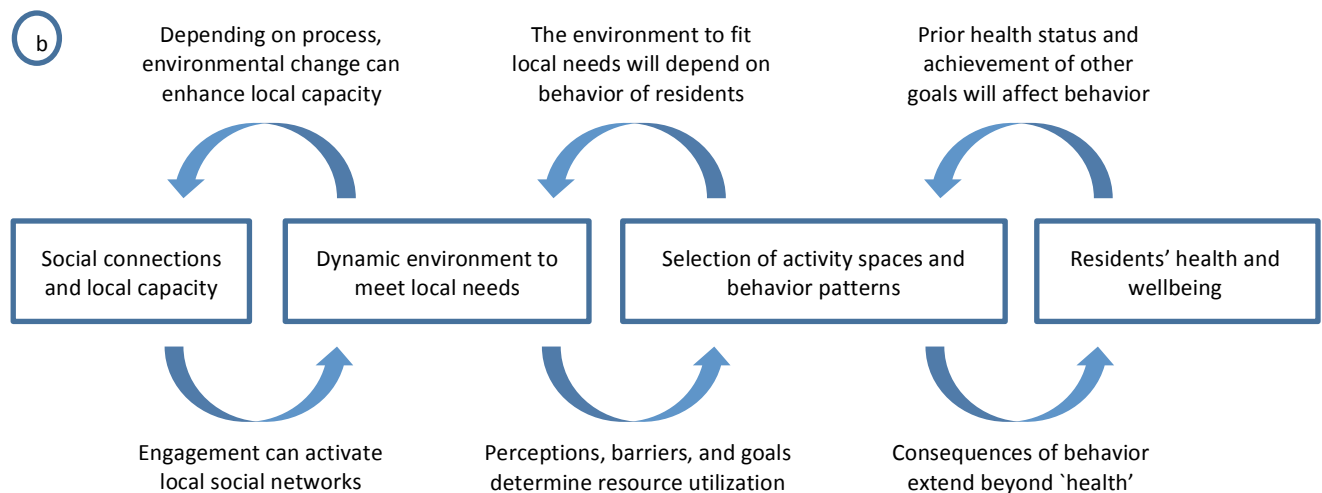 b
Depending on process,
environmental change can
enhance local capacity
The environment to fit
local needs will depend on
behavior of residents
Prior health status and
achievement of other
goals will affect behavior
Social connections
and local capacity
Dynamic environment to
meet local needs
Selection of activity spaces and
behavior patterns
Residents’ health and
wellbeing
Engagement can activate
local social networks
Perceptions, barriers, and goals
determine resource utilization
Consequences of behavior
extend beyond `health’